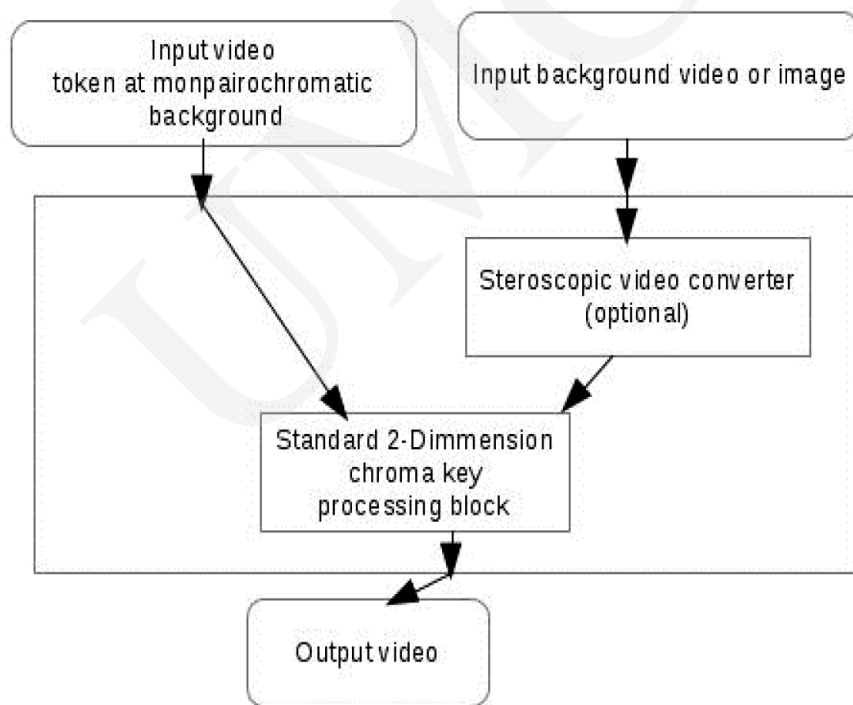 Input video
token at monpairochromatic
background
Input background video or image
Steroscopic video converter
(optional)
Standard 2-Dimmension
chroma key
processing block
Output video
UMC